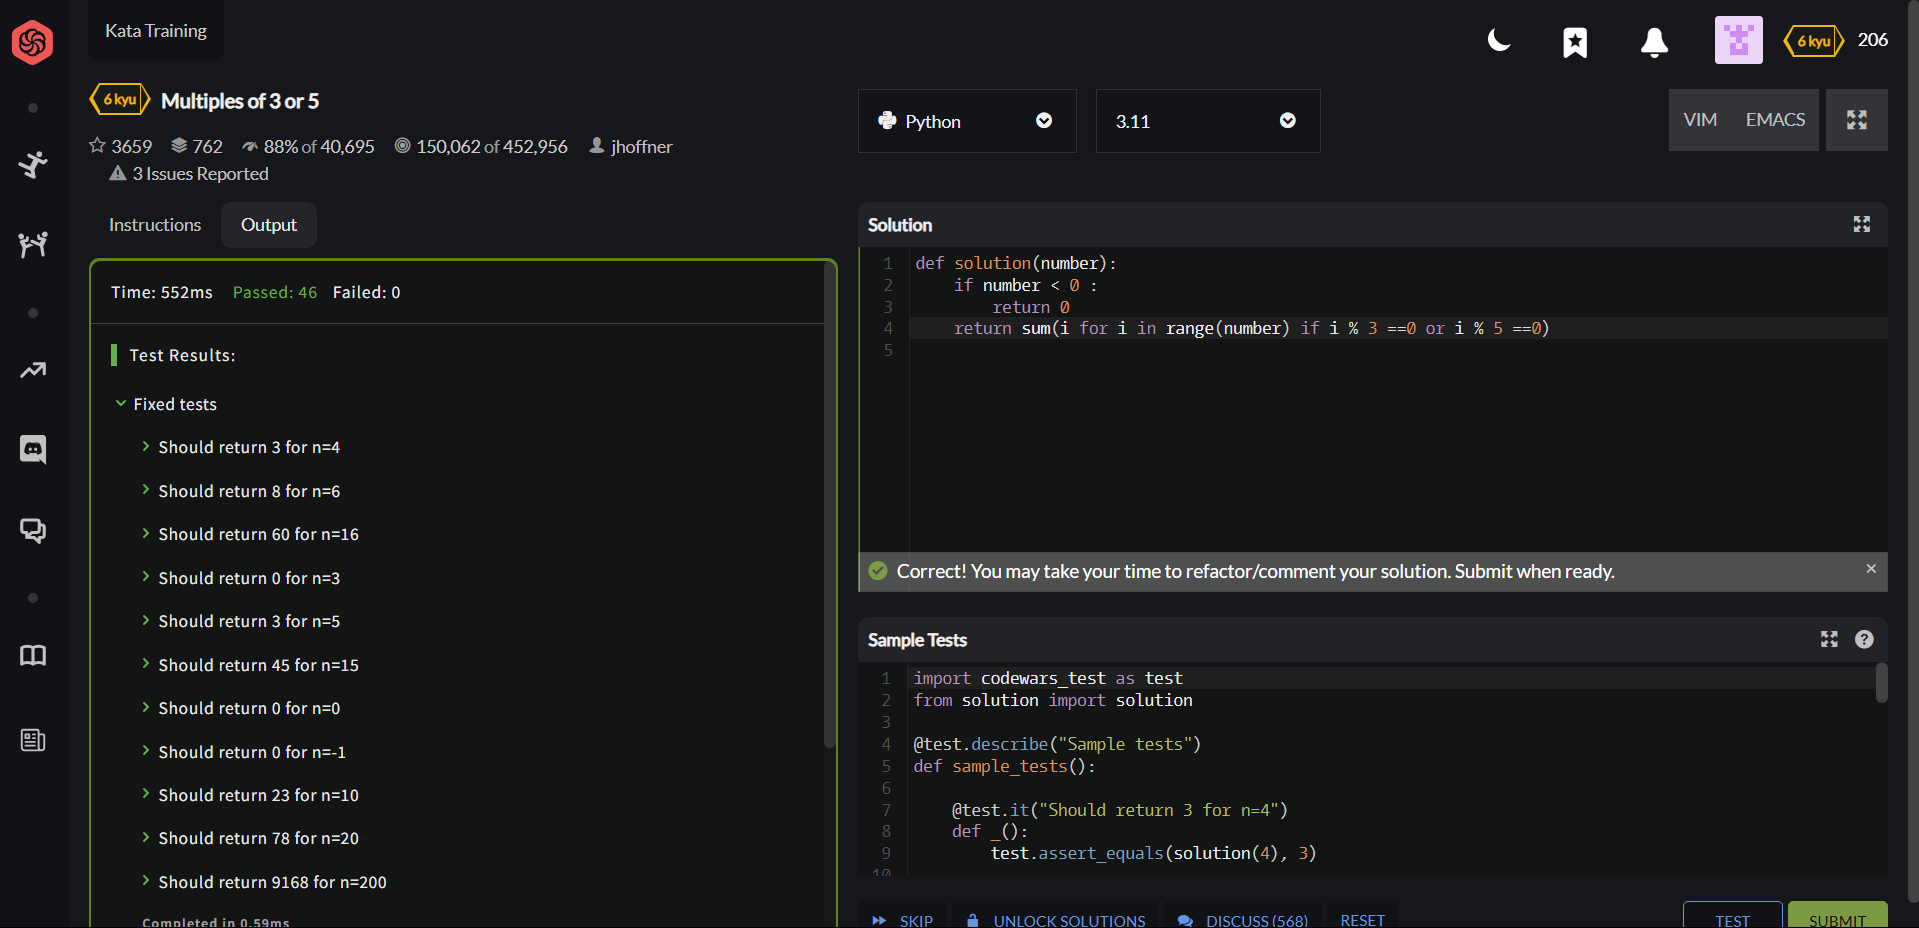 Kata Training
6 kyu
206
6 kyu Multiples of 3 or 5
3659 762 88% of 40,695 150,062 of 452,956 jhoffner
3 Issues Reported
Python
3.11
VIM EMACS
Instructions Output
Time: 552ms Passed: 46 Failed: 0
Test Results:
Fixed tests
Should return 3 for n=4
Should return 8 for n=6
Should return 60 for n=16
Should return 0 for n=3
Should return 3 for n=5
Should return 45 for n=15
Should return 0 for n=0
Should return 0 for n=-1
Should return 23 for n=10
Should return 78 for n=20
Should return 9168 for n=200
Completed in 0.59ms
Solution
1 def solution(number):
2     if number < 0 :
3         return 0
4     return sum(i for i in range(number) if i % 3 ==0 or i % 5 ==0)
5
Correct! You may take your time to refactor/comment your solution. Submit when ready. ×
Sample Tests
?
1 import codewars_test as test
2 from solution import solution
3
4 @test.describe("Sample tests")
5 def sample_tests():
6
7     @test.it("Should return 3 for n=4")
8     def _():
9         test.assert_equals(solution(4), 3)
10
SKIP UNLOCK SOLUTIONS DISCUSS (568) RESET TEST SUBMIT